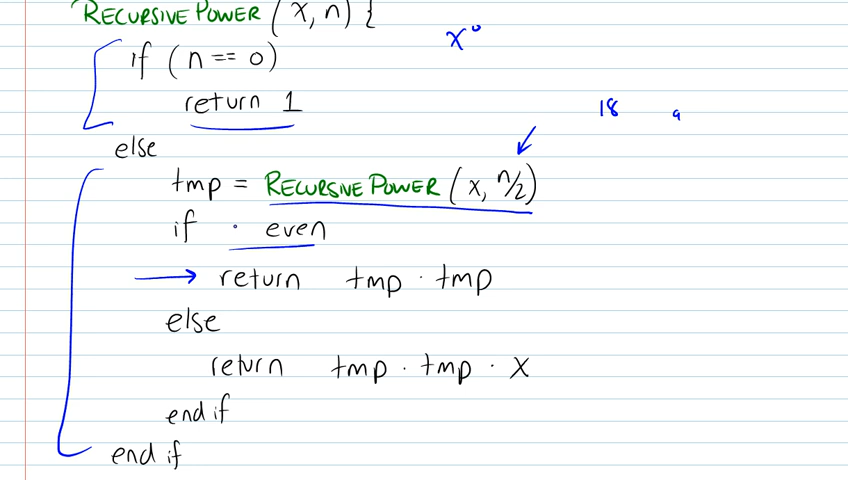 RECURSIVE POWER (x, n) {
x⁰
if (n == 0)
return 1
18 9
else
tmp = RECURSIVE POWER (x, n/2)
if · even
return tmp · tmp
else
return tmp · tmp · x
end if
end if